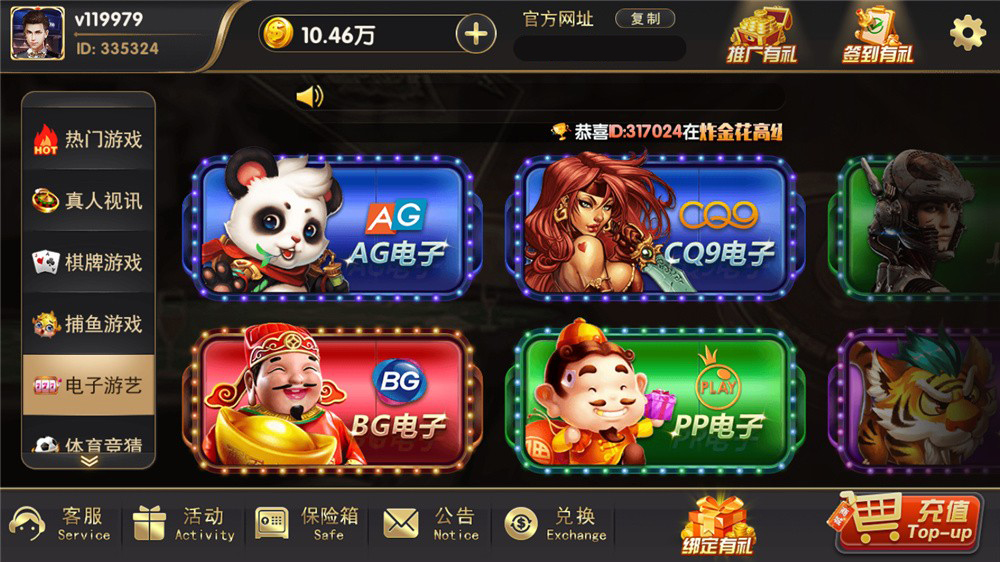 v119979
ID: 335324
10.46万
官方网址
复制
推广有礼
签到有礼
恭喜ID:317024在炸金花高级
HOT
热门游戏
真人视讯
棋牌游戏
捕鱼游戏
电子游艺
体育竞猜
AG
AG电子
CQ9
CQ9电子
BG
BG电子
PLAY
PP电子
客服
Service
活动
Activity
保险箱
Safe
公告
Notice
兑换
Exchange
绑定有礼
充值
Top-up